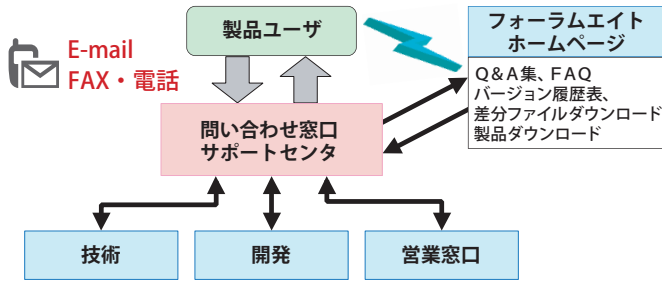 E-mail
FAX・電話
製品ユーザ
フォーラムエイト
ホームページ
Q&A集、FAQ
バージョン履歴表、
差分ファイルダウンロード
製品ダウンロード
問い合わせ窓口
サポートセンタ
技術
開発
営業窓口